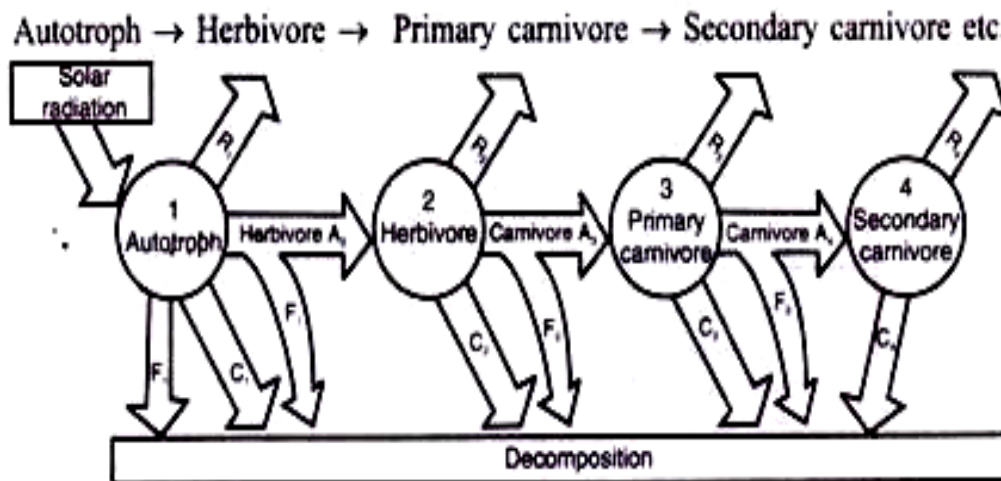 Autotroph → Herbivore → Primary carnivore → Secondary carnivore etc
Solar
radiation
R
R
R
R
1
Autotroph
Herbivore A
2
Herbivore
Carnivore A
3
Primary
carnivore
Carnivore A
4
Secondary
carnivore
F
C
F
C
F
C
F
C
Decomposition